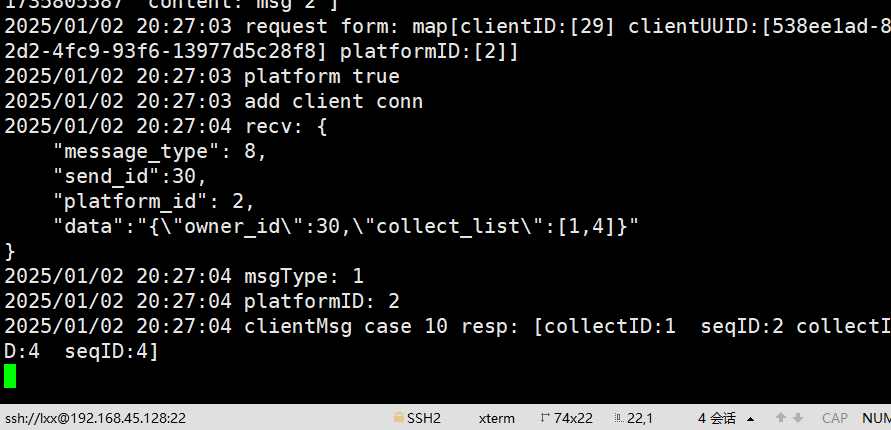 1735805587  content: msg 2 ]
2025/01/02 20:27:03 request form: map[clientID:[29] clientUUID:[538ee1ad-8
2d2-4fc9-93f6-13977d5c28f8] platformID:[2]]
2025/01/02 20:27:03 platform true
2025/01/02 20:27:03 add client conn
2025/01/02 20:27:04 recv: {
    "message_type": 8,
    "send_id":30,
    "platform_id": 2,
    "data":"{\"owner_id\":30,\"collect_list\":[1,4]}"
}
2025/01/02 20:27:04 msgType: 1
2025/01/02 20:27:04 platformID: 2
2025/01/02 20:27:04 clientMsg case 10 resp: [collectID:1  seqID:2 collectI
D:4  seqID:4]
ssh://lxx@192.168.45.128:22 SSH2 xterm 74x22 22,1 4 会话 CAP NUM